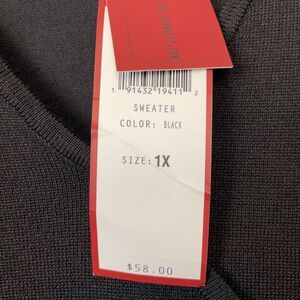 1 91432 19411 2
SWEATER
COLOR: BLACK
SIZE: 1X
$58.00